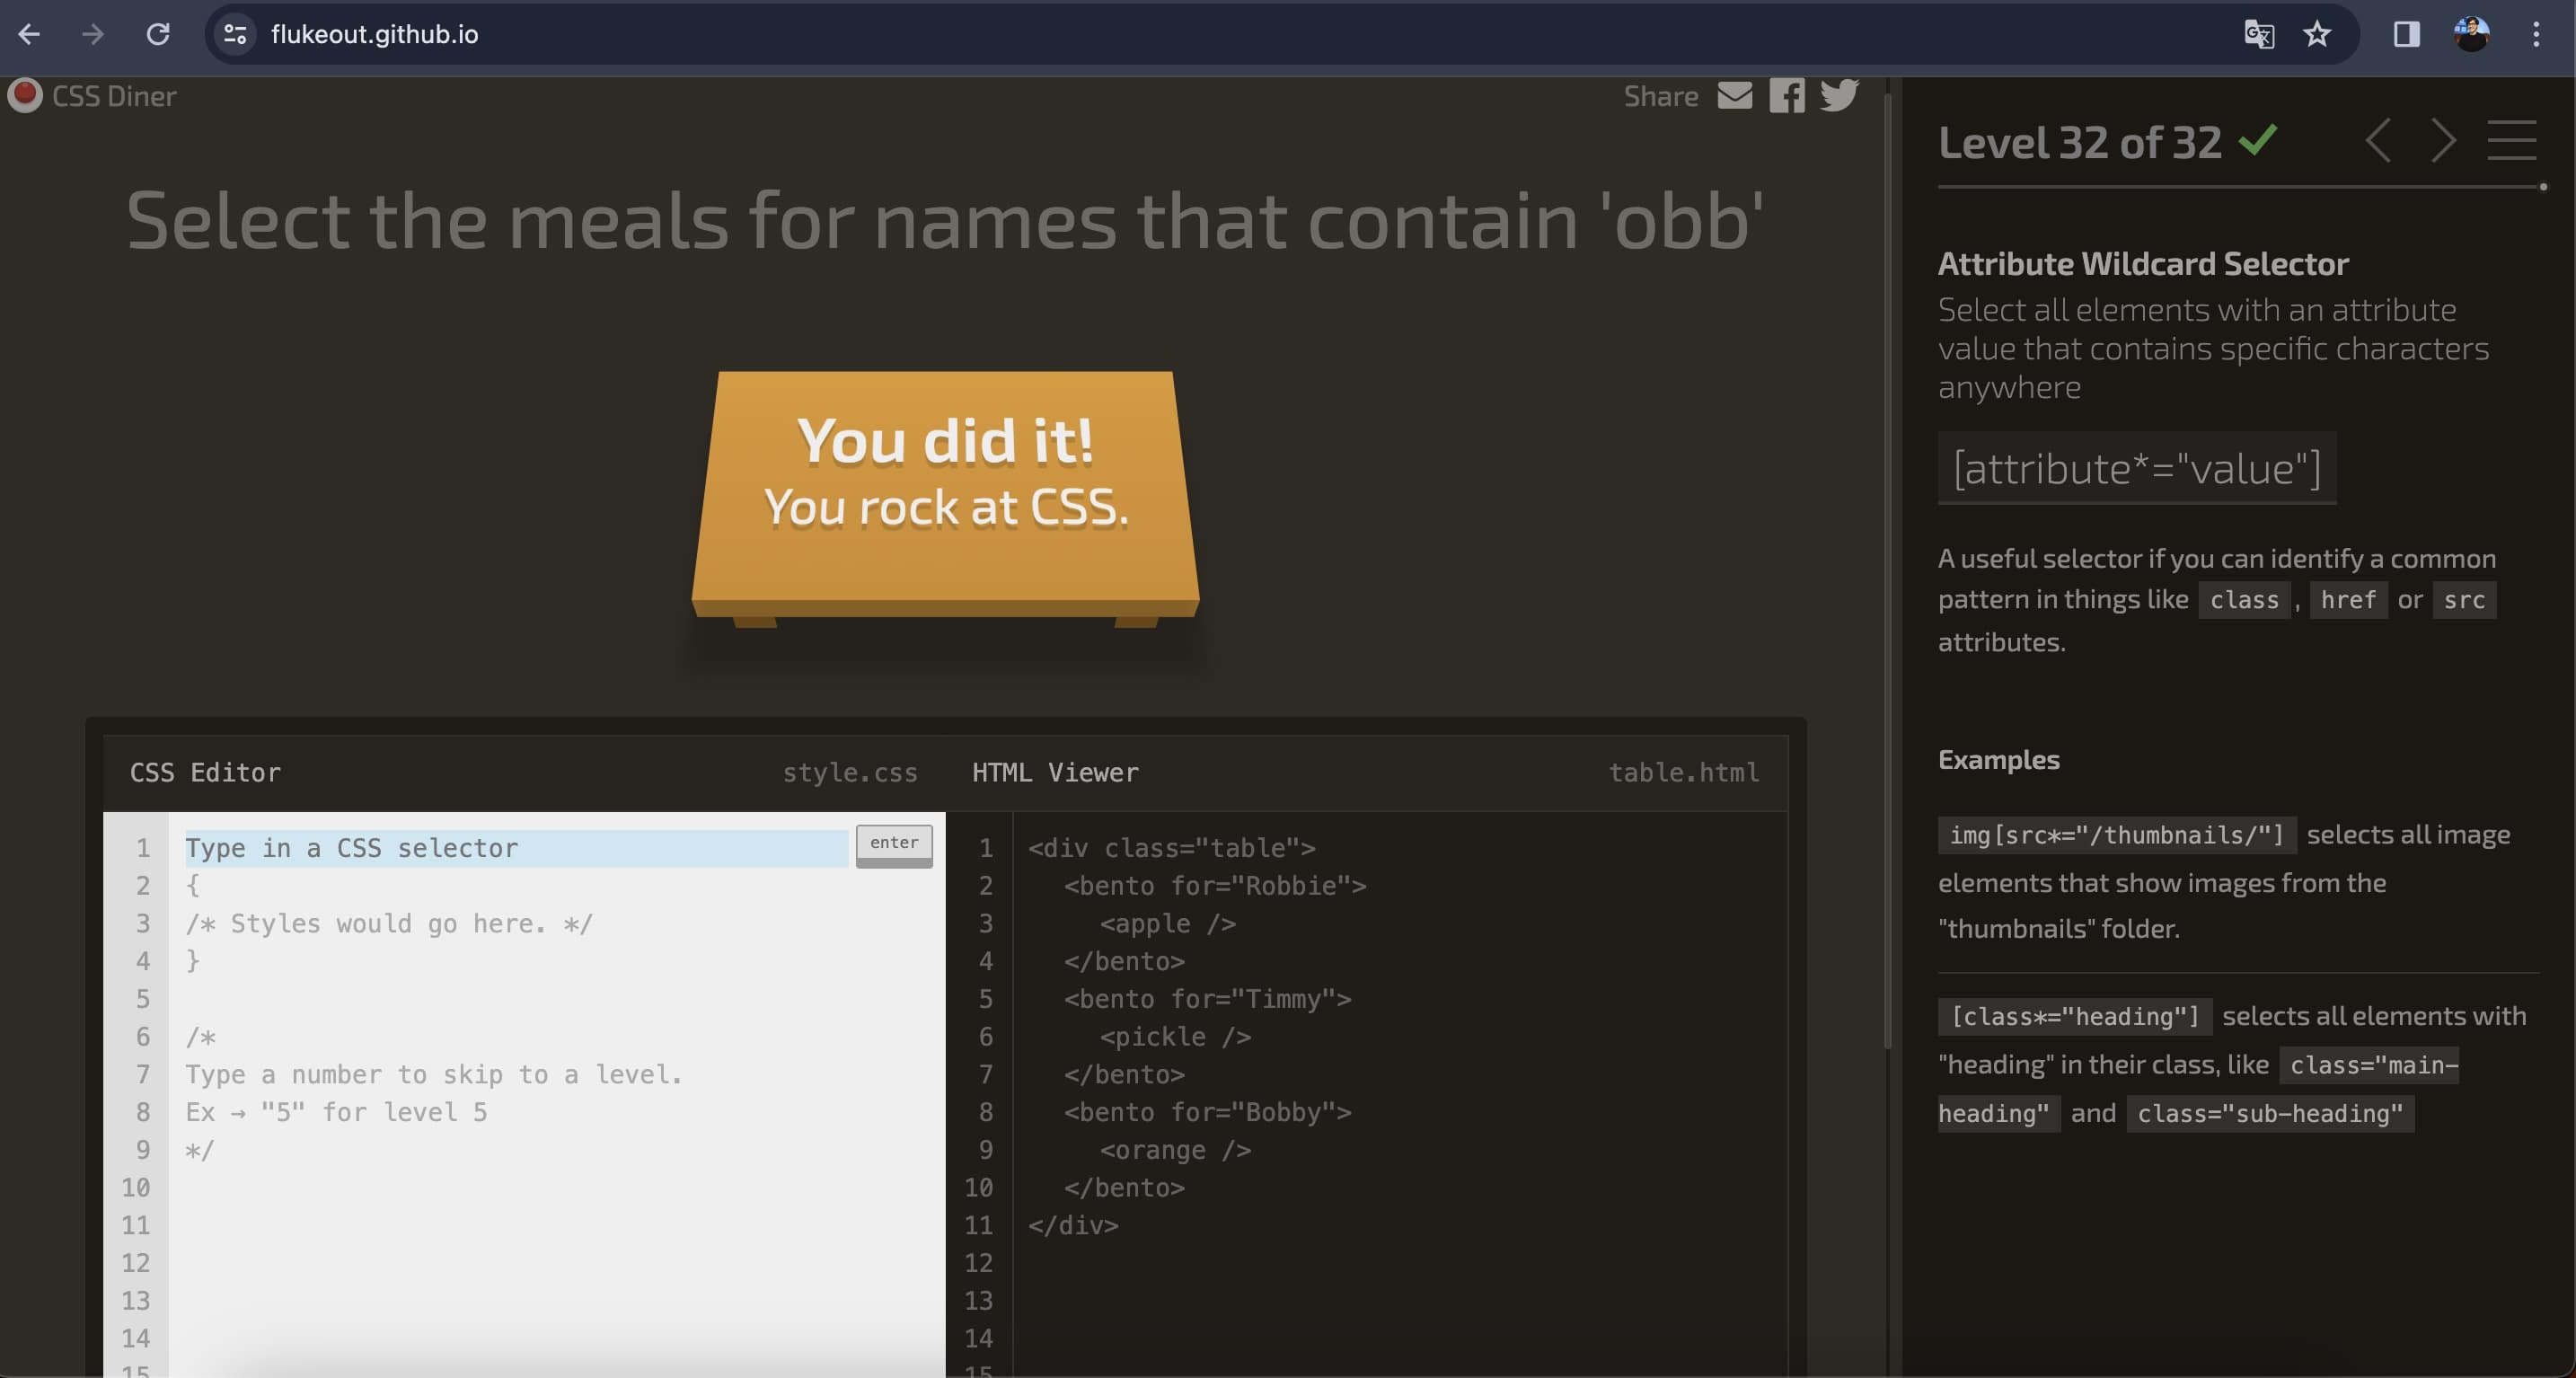 flukeout.github.io
CSS Diner
Share
Select the meals for names that contain 'obb'
You did it!
You rock at CSS.
CSS Editor style.css
1 Type in a CSS selector enter
2 {
3 /* Styles would go here. */
4 }
5
6 /*
7 Type a number to skip to a level.
8 Ex → "5" for level 5
9 */
10
11
12
13
14
15
HTML Viewer table.html
1 <div class="table">
2 <bento for="Robbie">
3 <apple />
4 </bento>
5 <bento for="Timmy">
6 <pickle />
7 </bento>
8 <bento for="Bobby">
9 <orange />
10 </bento>
11 </div>
12
13
14
15
Level 32 of 32
Attribute Wildcard Selector
Select all elements with an attribute
value that contains specific characters
anywhere
[attribute*="value"]
A useful selector if you can identify a common
pattern in things like class , href or src
attributes.
Examples
img[src*="/thumbnails/"] selects all image
elements that show images from the
"thumbnails" folder.
[class*="heading"] selects all elements with
"heading" in their class, like class="main-
heading" and class="sub-heading"